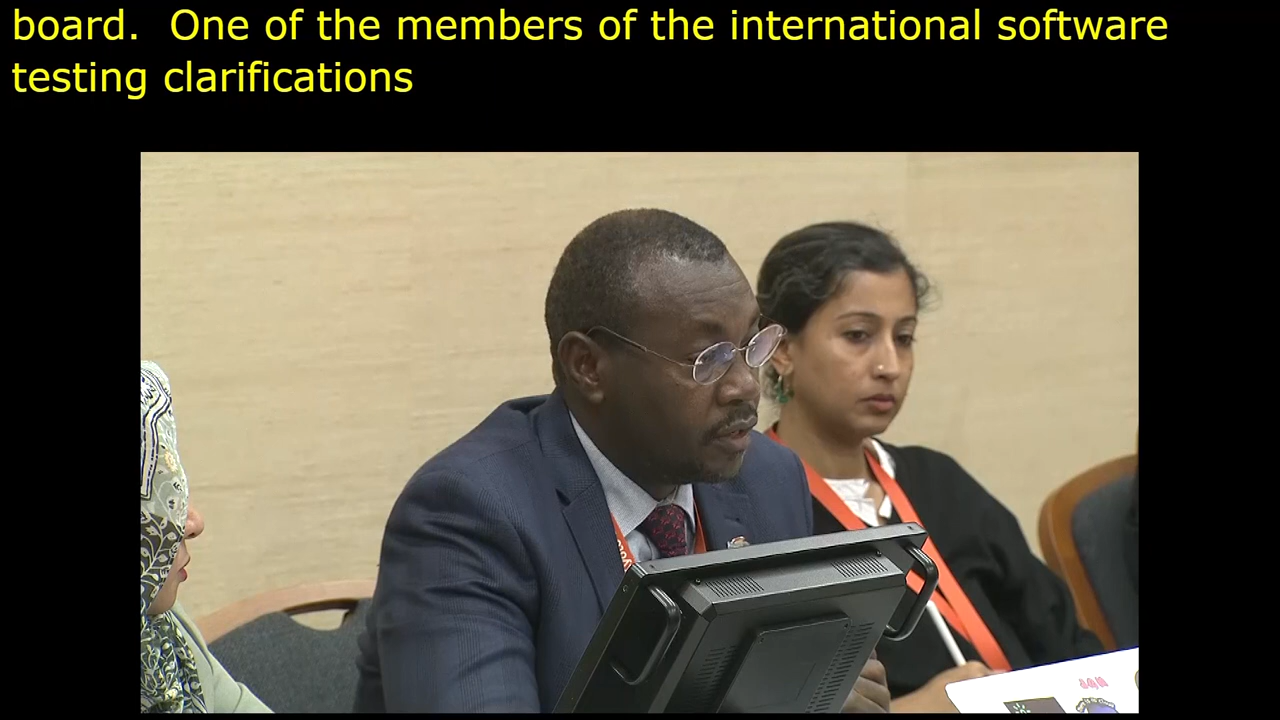 board.  One of the members of the international software
testing clarifications